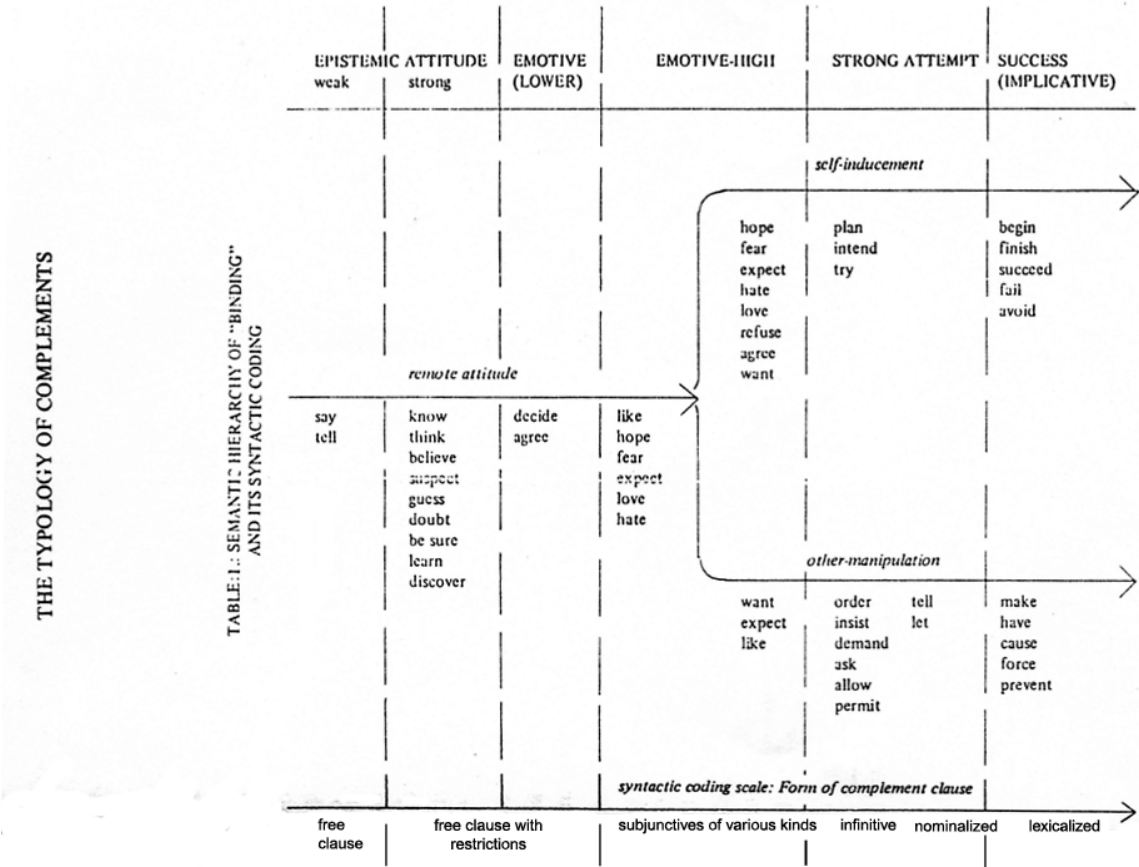 THE TYPOLOGY OF COMPLEMENTS
TABLE:1.: SEMANTIC HIERARCHY OF "BINDING"
AND ITS SYNTACTIC CODING
EPISTEMIC ATTITUDE
weak strong
EMOTIVE
(LOWER)
EMOTIVE-HIGH
STRONG ATTEMPT
SUCCESS
(IMPLICATIVE)
self-inducement
hope
fear
expect
hate
love
refuse
agree
want
plan
intend
try
begin
finish
succeed
fail
avoid
remote attitude
say
tell
know
think
believe
suspect
guess
doubt
be sure
learn
discover
decide
agree
like
hope
fear
expect
love
hate
other-manipulation
want
expect
like
order tell
insist let
demand
ask
allow
permit
make
have
cause
force
prevent
syntactic coding scale: Form of complement clause
free
clause
free clause with
restrictions
subjunctives of various kinds
infinitive
nominalized
lexicalized